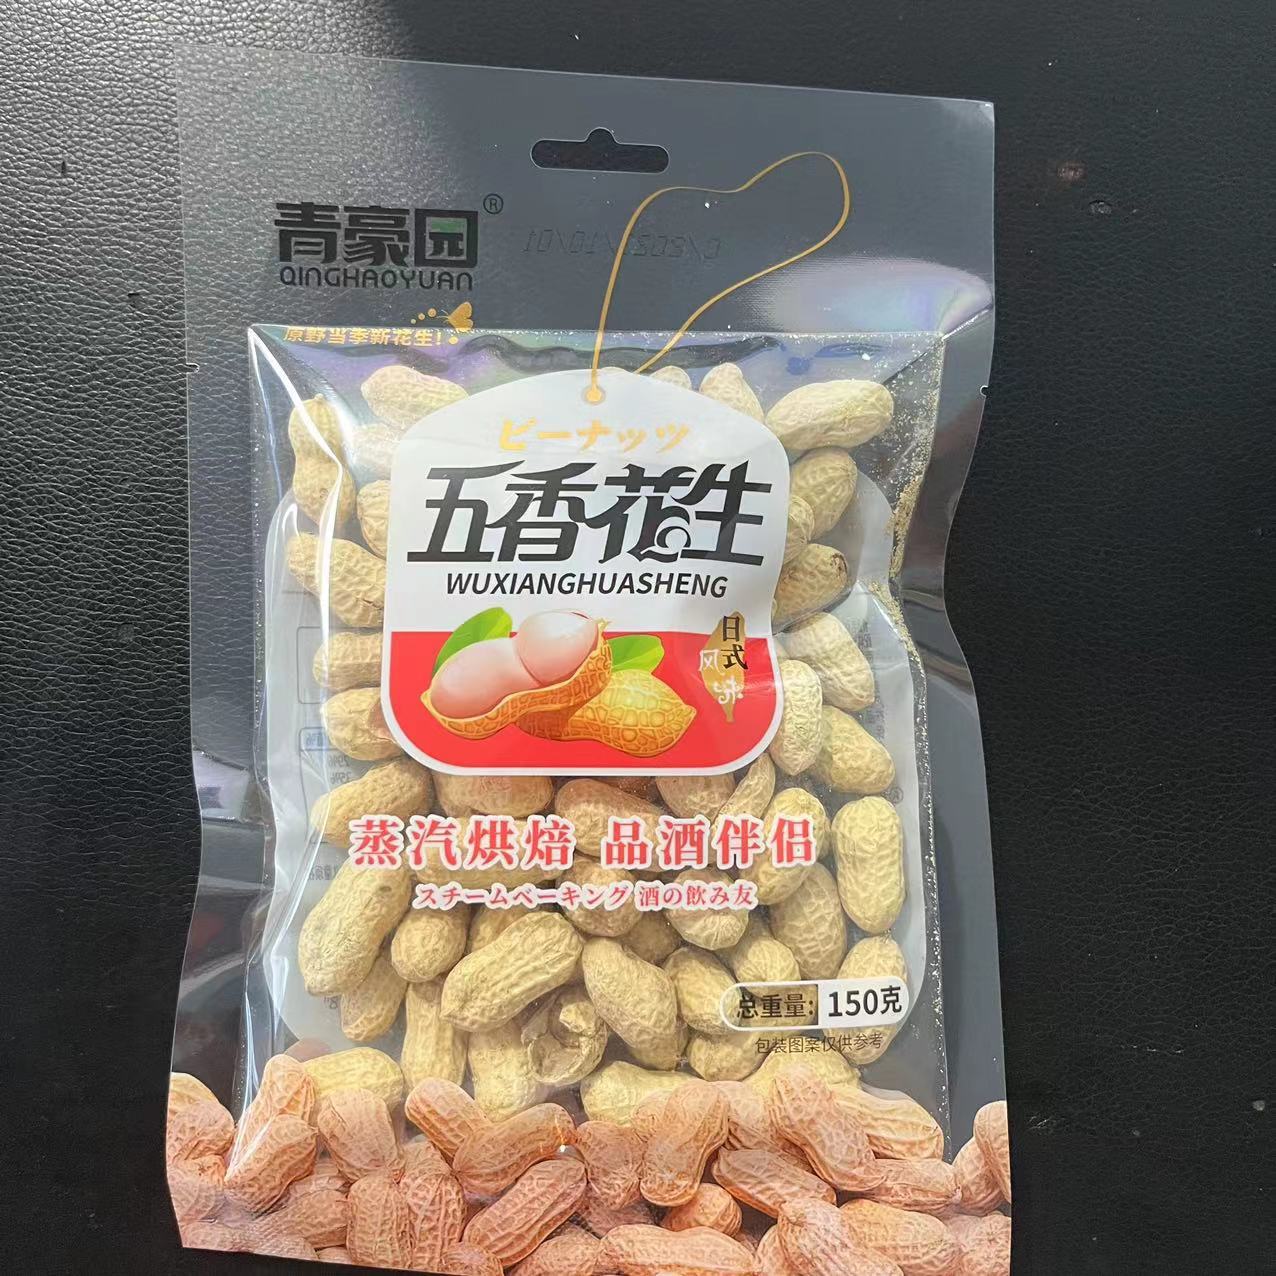 青豪园®
QINGHAOYUAN
原野当季新花生!
ピーナッツ
五香花生
WUXIANGHUASHENG
日式
风味
蒸汽烘焙 品酒伴侣
スチームベーキング 酒の飲み友
总重量: 150克
包装图案仅供参考